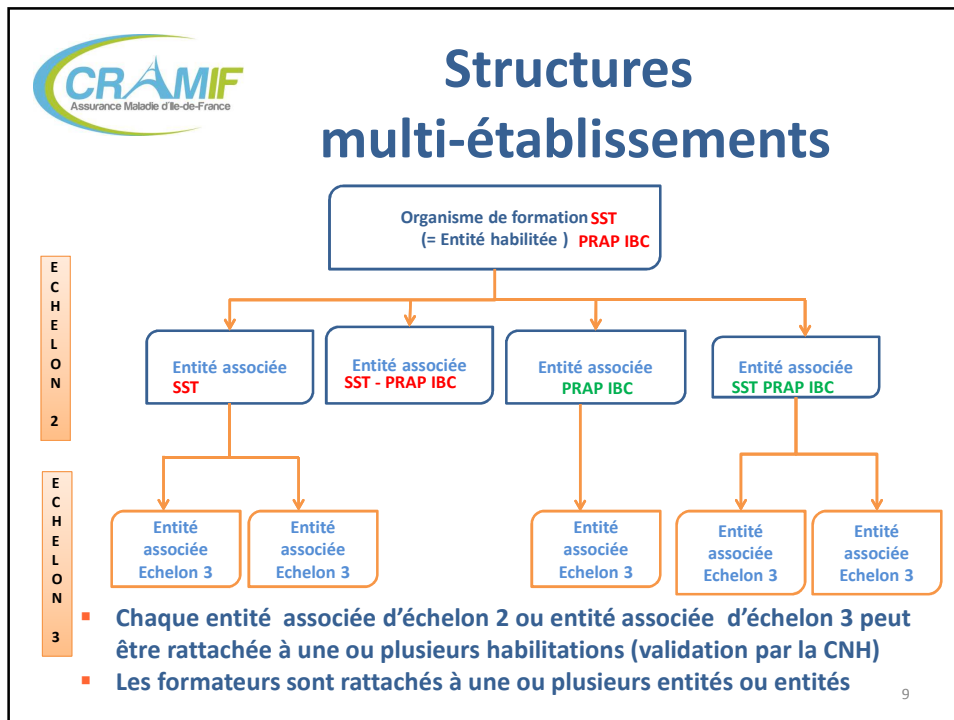 CRAMIF
Assurance Maladie d'Ile-de-France
Structures
multi-établissements
Organisme de formation SST
(= Entité habilitée ) PRAP IBC
ECHELON 2
Entité associée
SST
Entité associée
SST - PRAP IBC
Entité associée
PRAP IBC
Entité associée
SST PRAP IBC
ECHELON 3
Entité
associée
Echelon 3
Entité
associée
Echelon 3
Entité
associée
Echelon 3
Entité
associée
Echelon 3
Entité
associée
Echelon 3
▪ Chaque entité associée d'échelon 2 ou entité associée d'échelon 3 peut
être rattachée à une ou plusieurs habilitations (validation par la CNH)
▪ Les formateurs sont rattachés à une ou plusieurs entités ou entités
9